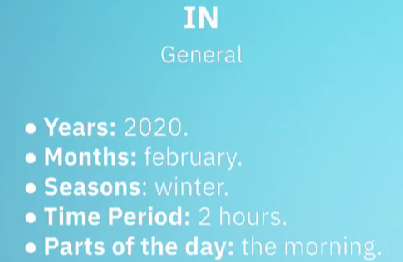 IN
General
● Years: 2020.
● Months: february.
● Seasons: winter.
● Time Period: 2 hours.
● Parts of the day: the morning.